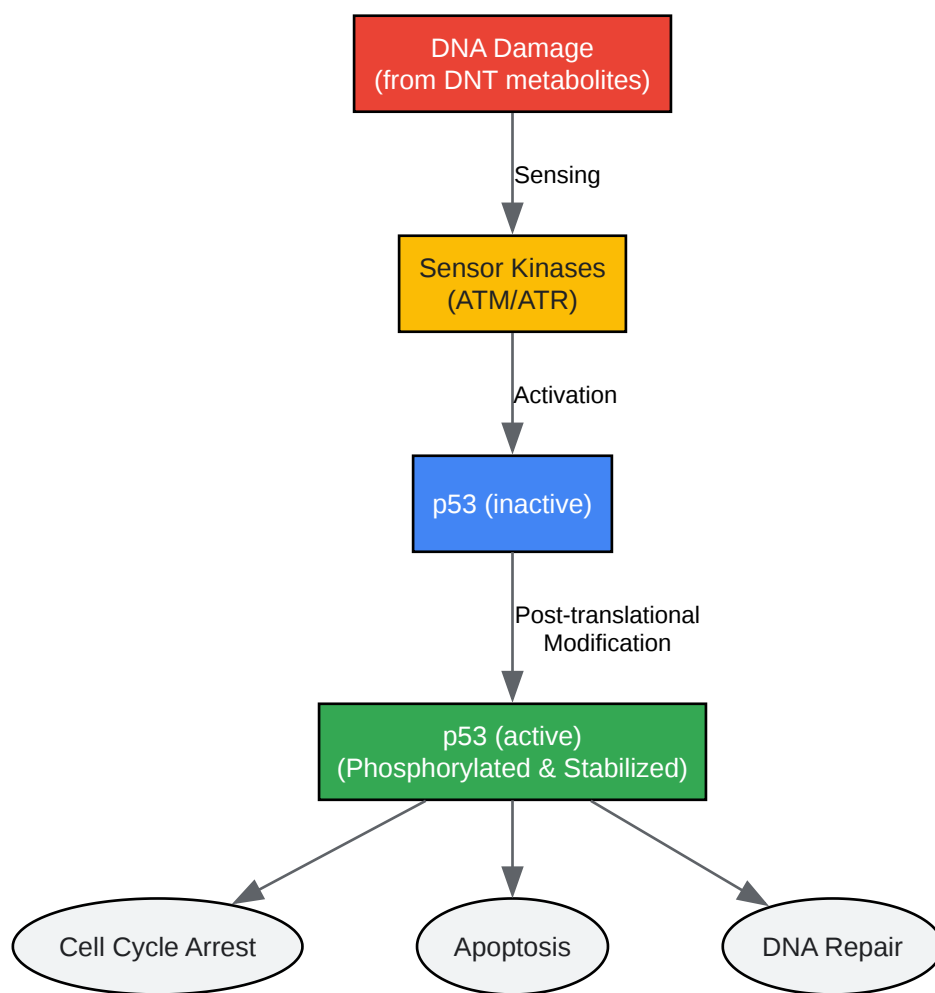 DNA Damage
(from DNT metabolites)
Sensing
Sensor Kinases
(ATM/ATR)
Activation
p53 (inactive)
Post-translational
Modification
p53 (active)
(Phosphorylated & Stabilized)
Cell Cycle Arrest
Apoptosis
DNA Repair